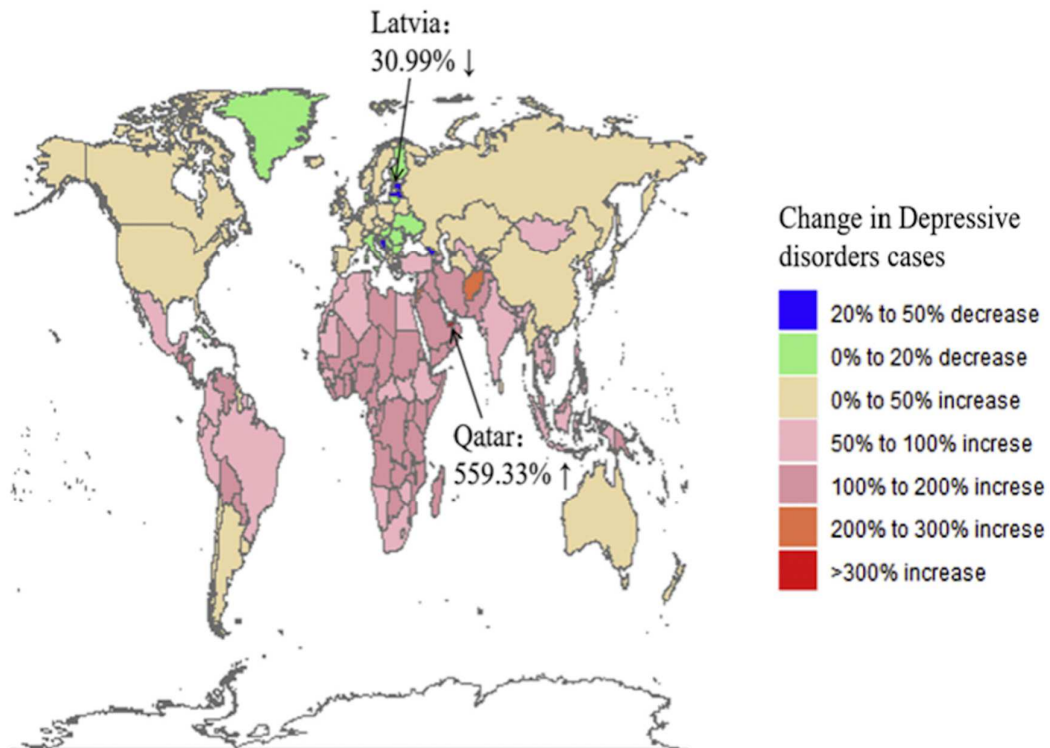 Latvia:
30.99% ↓
Qatar:
559.33% ↑
Change in Depressive
disorders cases
20% to 50% decrease
0% to 20% decrease
0% to 50% increase
50% to 100% increse
100% to 200% increse
200% to 300% increse
>300% increase